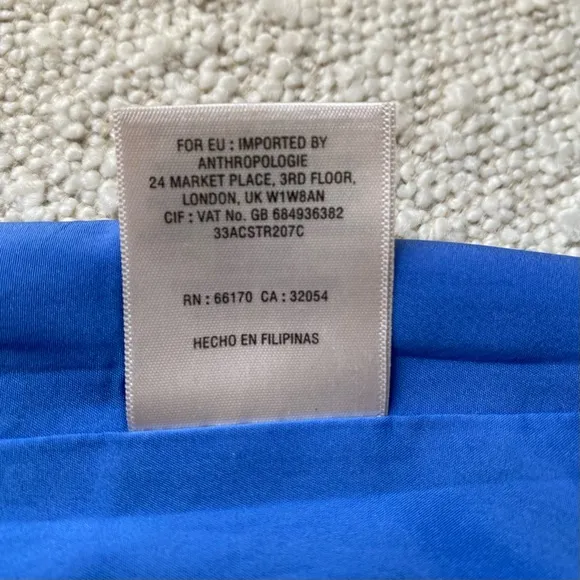 FOR EU : IMPORTED BY
ANTHROPOLOGIE
24 MARKET PLACE, 3RD FLOOR,
LONDON, UK W1W8AN
CIF : VAT No. GB 684936382
33ACSTR207C
RN : 66170 CA : 32054
HECHO EN FILIPINAS